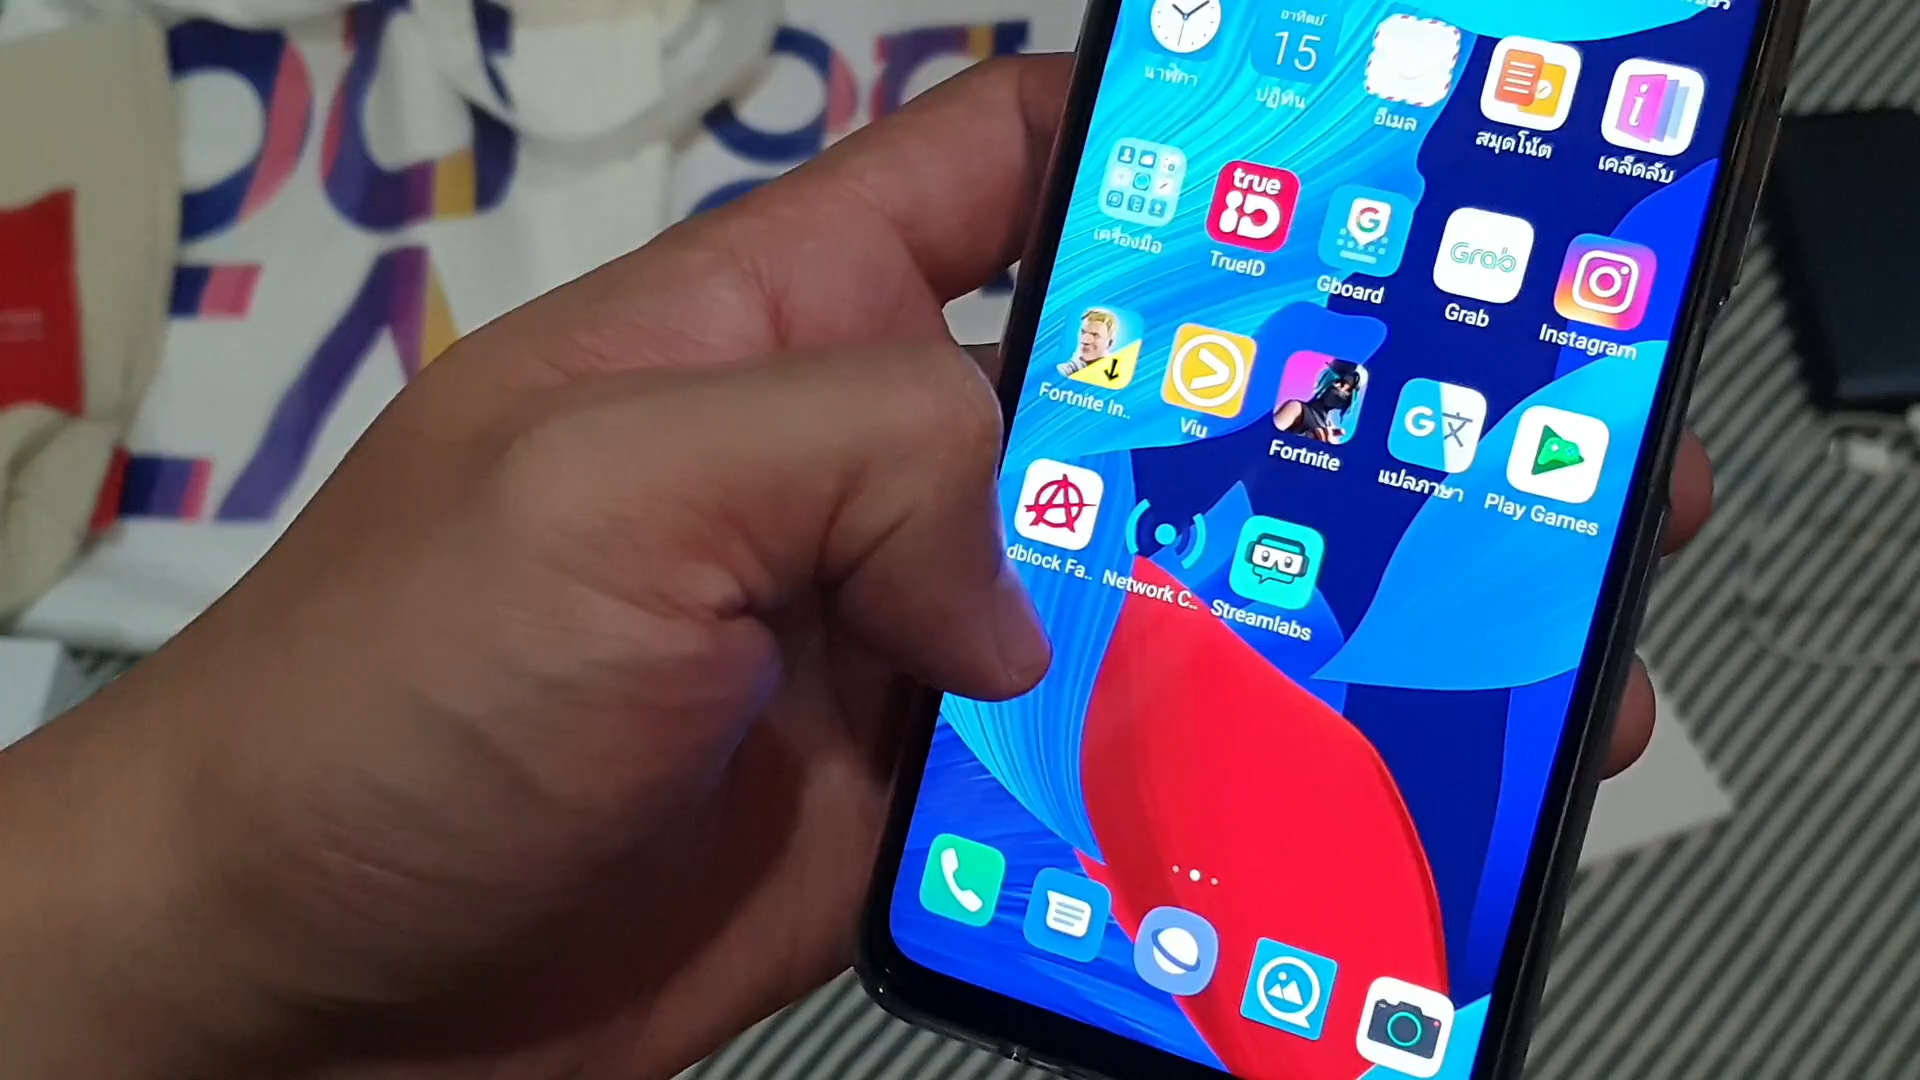 อาทิตย์
15
นาฬิกา
ปฏิทิน
อีเมล
สมุดโน้ต
เคล็ดลับ
true
iD
G
Grab
เครื่องมือ
TrueID
Gboard
Grab
Instagram
Fortnite In..
Viu
Fortnite
แปลภาษา
Play Games
dblock Fa..
Network C..
Streamlabs